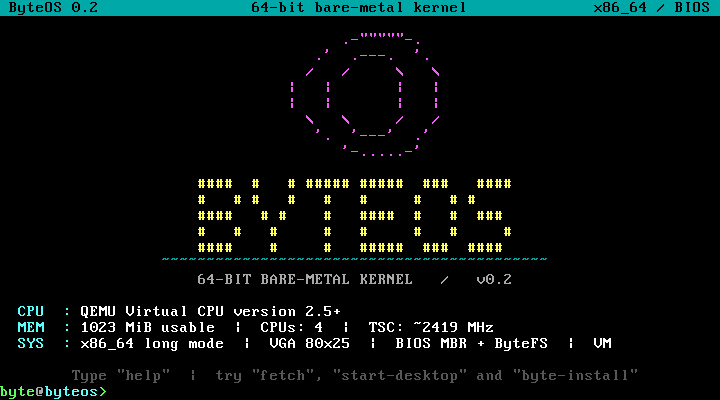 ByteOS 0.2 64-bit bare-metal kernel x86_64 / BIOS
BYTEOS
64-BIT BARE-METAL KERNEL / v0.2
CPU : QEMU Virtual CPU version 2.5+
MEM : 1023 MiB usable ¦ CPUs: 4 ¦ TSC: ~2419 MHz
SYS : x86_64 long mode ¦ VGA 80x25 ¦ BIOS MBR + ByteFS ¦ VM
Type "help" ¦ try "fetch", "start-desktop" and "byte-install"
byte@byteos>